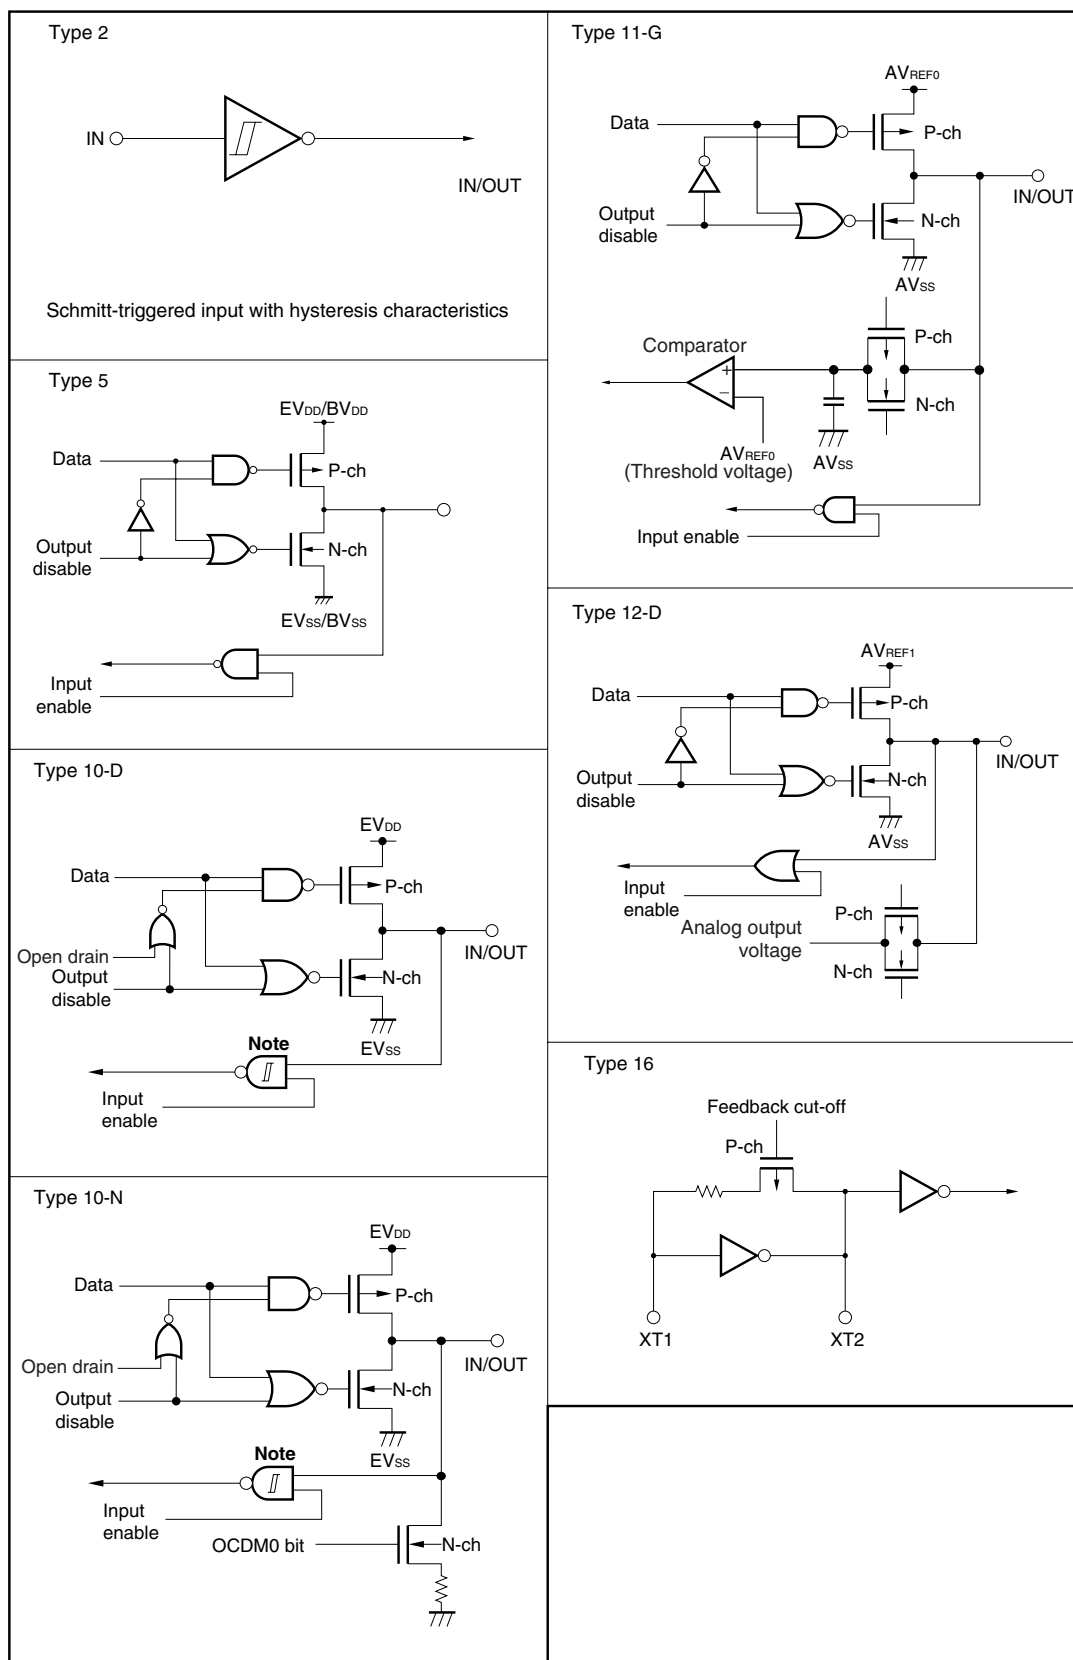 Type 2
IN
IN/OUT
Schmitt-triggered input with hysteresis characteristics
Type 5
EVDD/BVDD
Data
P-ch
Output
disable
N-ch
EVSS/BVSS
Input
enable
Type 10-D
EVDD
Data
P-ch
Open drain
Output
disable
IN/OUT
N-ch
EVSS
Note
Input
enable
Type 10-N
EVDD
Data
P-ch
Open drain
IN/OUT
Output
disable
N-ch
EVSS
Note
Input
enable
OCDM0 bit
N-ch
Type 11-G
AVREF0
Data
P-ch
IN/OUT
Output
disable
N-ch
AVSS
P-ch
Comparator
+
−
N-ch
AVREF0
(Threshold voltage)
AVSS
Input enable
Type 12-D
AVREF1
Data
P-ch
IN/OUT
Output
disable
N-ch
AVSS
Input
enable
P-ch
Analog output
voltage
N-ch
Type 16
Feedback cut-off
P-ch
XT1
XT2